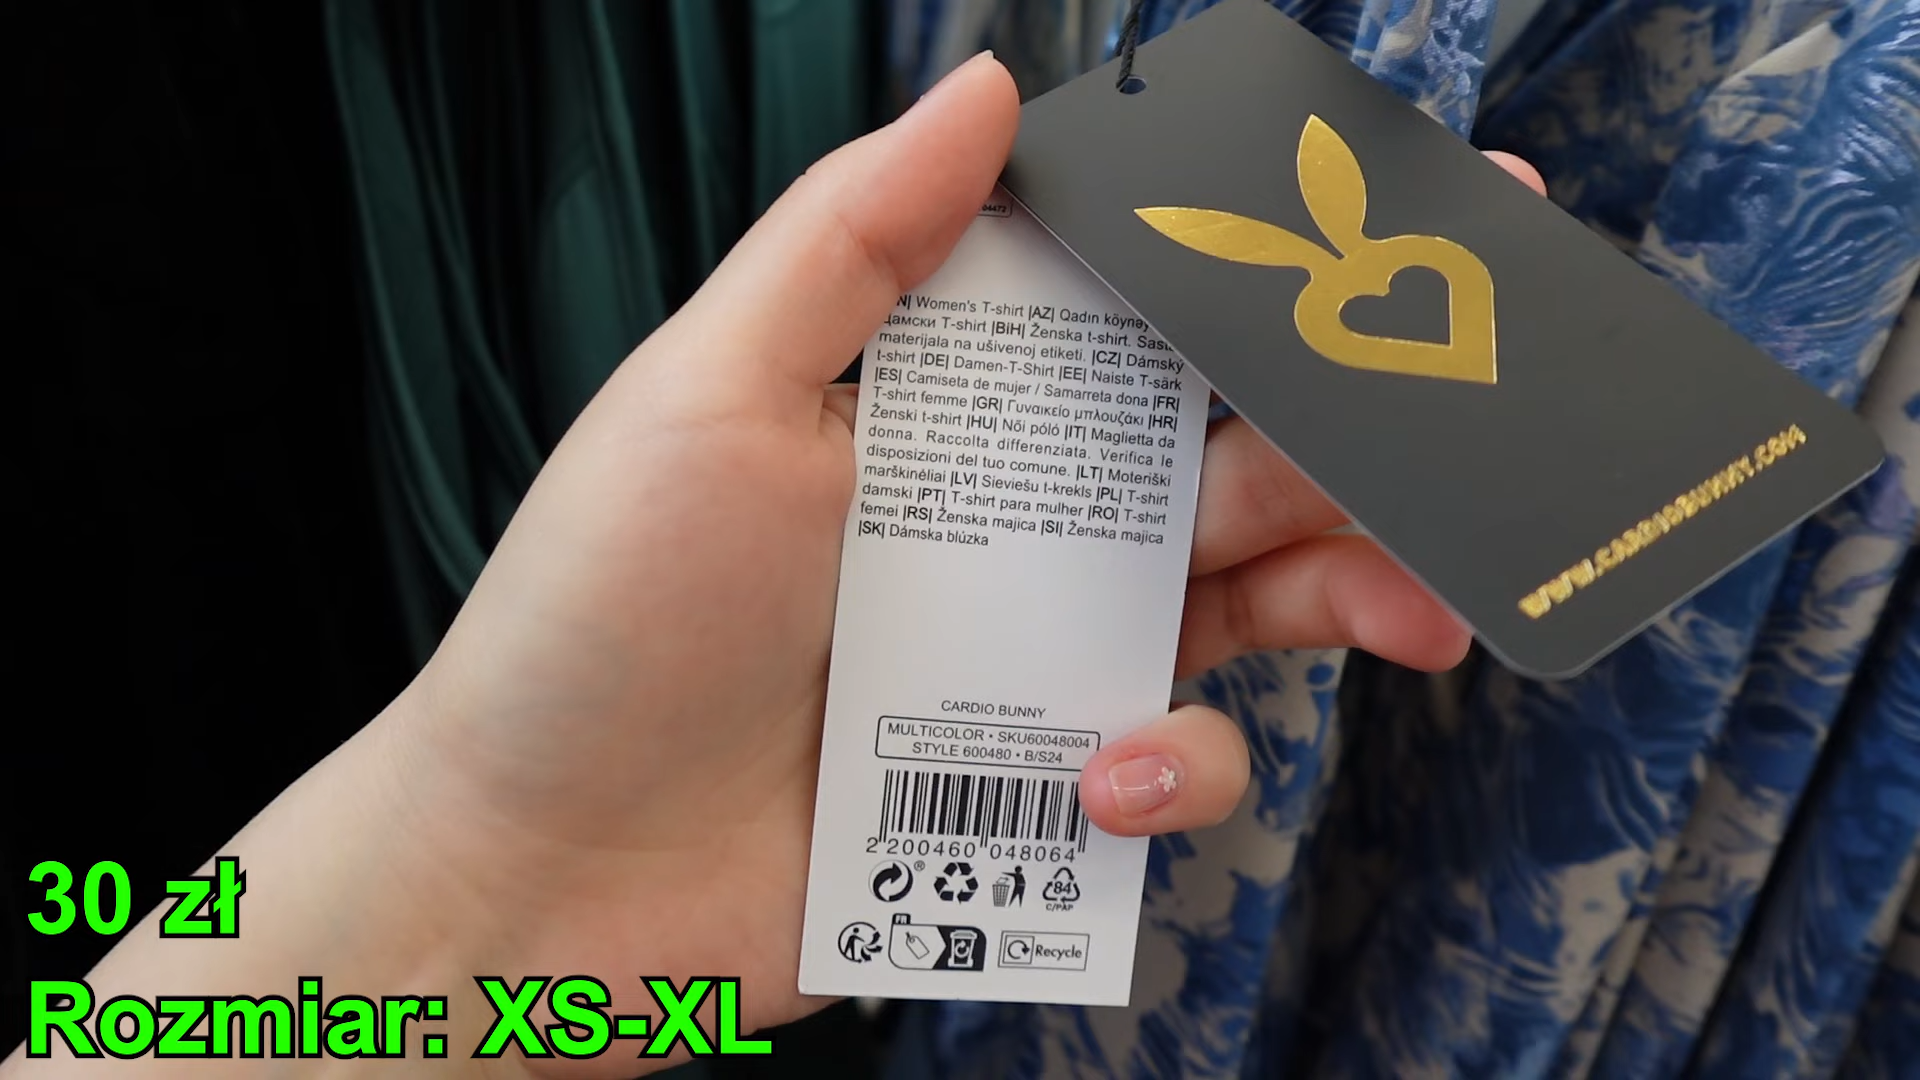 04473
N| Women's T-shirt |AZ| Qadın köynəy
дамски T-shirt |BiH| Ženska t-shirt.
materijala na ušivenoj etiketi. |CZ| Dámský
t-shirt |DE| Damen-T-Shirt |EE| Naiste T-särk
|ES| Camiseta de mujer / Samarreta dona |FR|
T-shirt femme |GR| Γυναικείο μπλουζάκι |HR|
Ženski t-shirt |HU| Női póló |IT| Maglietta da
donna. Raccolta differenziata. Verifica le
disposizioni del tuo comune. |LT| Moteriški
marškinėliai |LV| Sieviešu t-krekls |PL| T-shirt
damski |PT| T-shirt para mulher |RO| T-shirt
femei |RS| Ženska majica |SI| Ženska majica
|SK| Dámska blúzka
CARDIO BUNNY
MULTICOLOR • SKU60048004
STYLE 600480 • B/S24
2 200460 048064
®
84
C/PAP
FR
Recycle
WWW.CARDIOBUNNY.COM
30 zł
Rozmiar: XS-XL